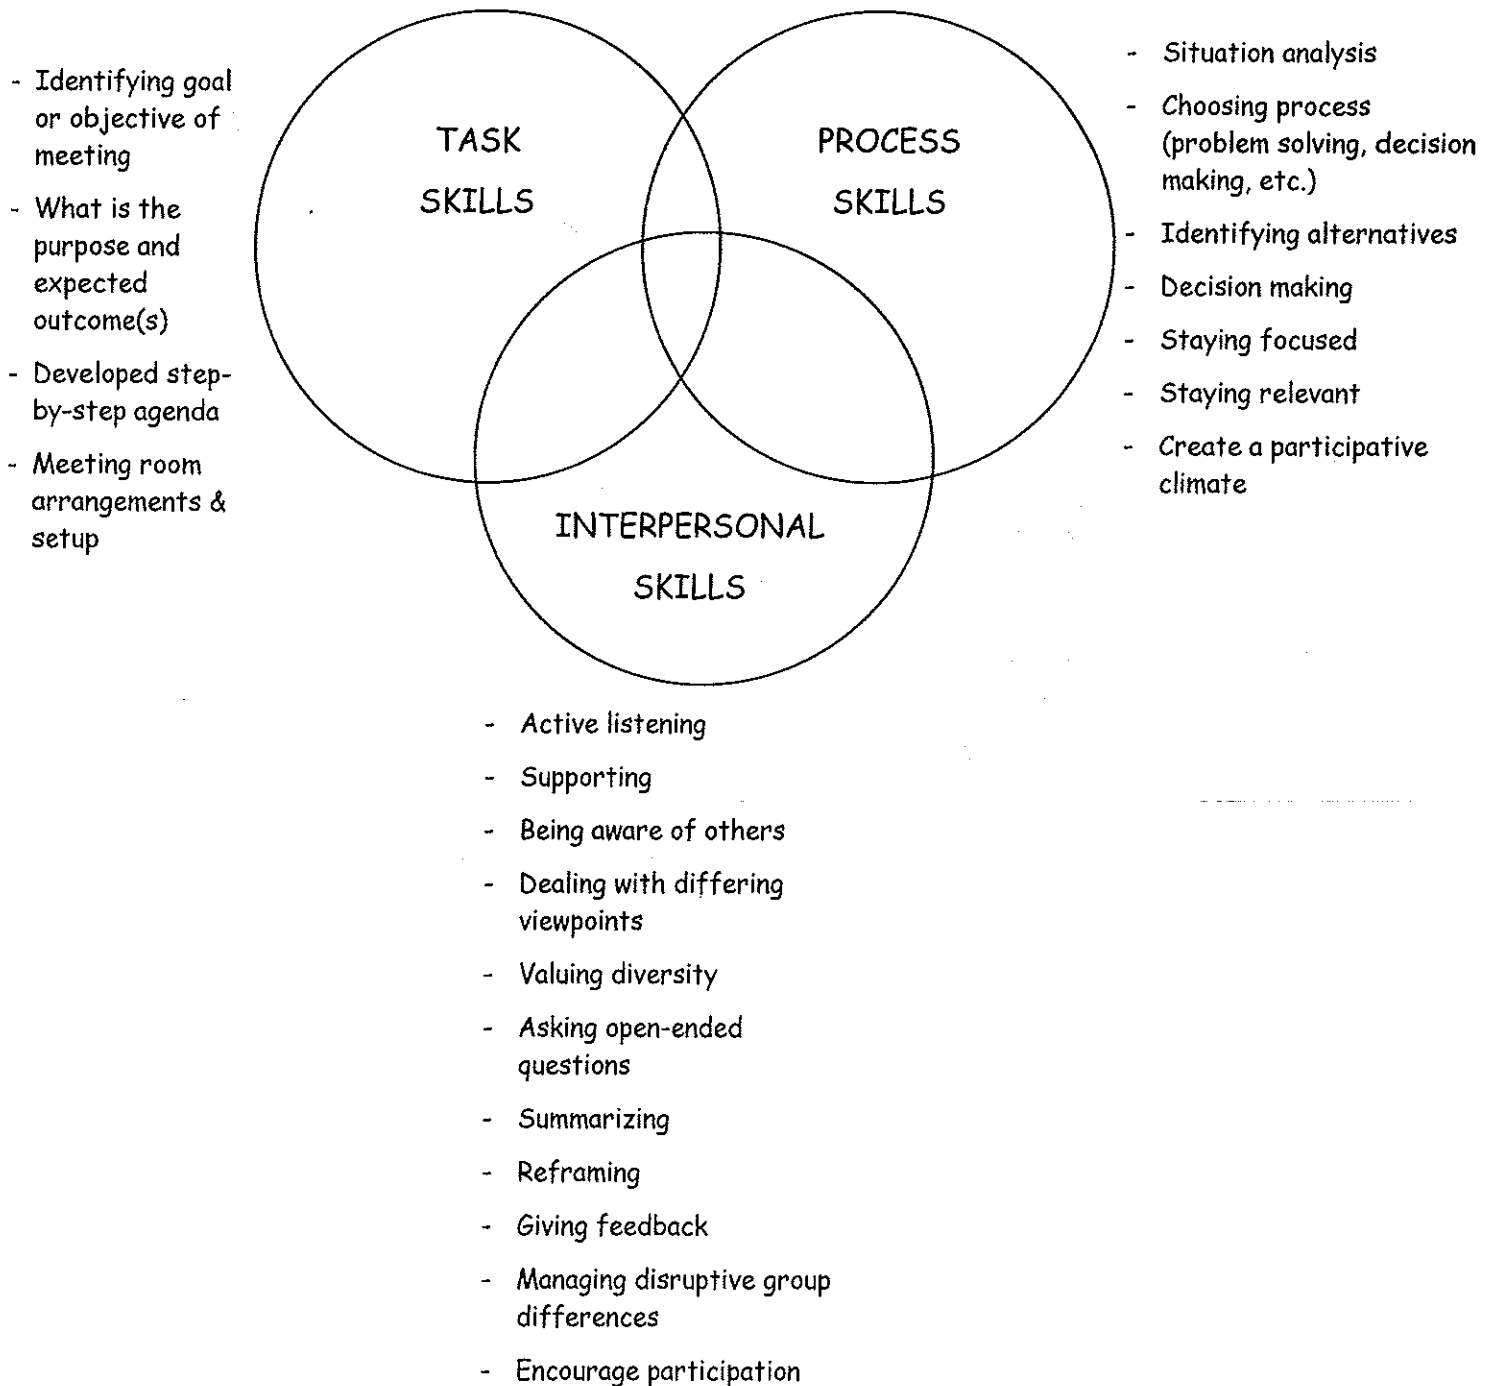 TASK
SKILLS
PROCESS
SKILLS
INTERPERSONAL
SKILLS
- Identifying goal
or objective of
meeting
- What is the
purpose and
expected
outcome(s)
- Developed step-
by-step agenda
- Meeting room
arrangements &
setup
- Situation analysis
- Choosing process
(problem solving, decision
making, etc.)
- Identifying alternatives
- Decision making
- Staying focused
- Staying relevant
- Create a participative
climate
- Active listening
- Supporting
- Being aware of others
- Dealing with differing
viewpoints
- Valuing diversity
- Asking open-ended
questions
- Summarizing
- Reframing
- Giving feedback
- Managing disruptive group
differences
- Encourage participation